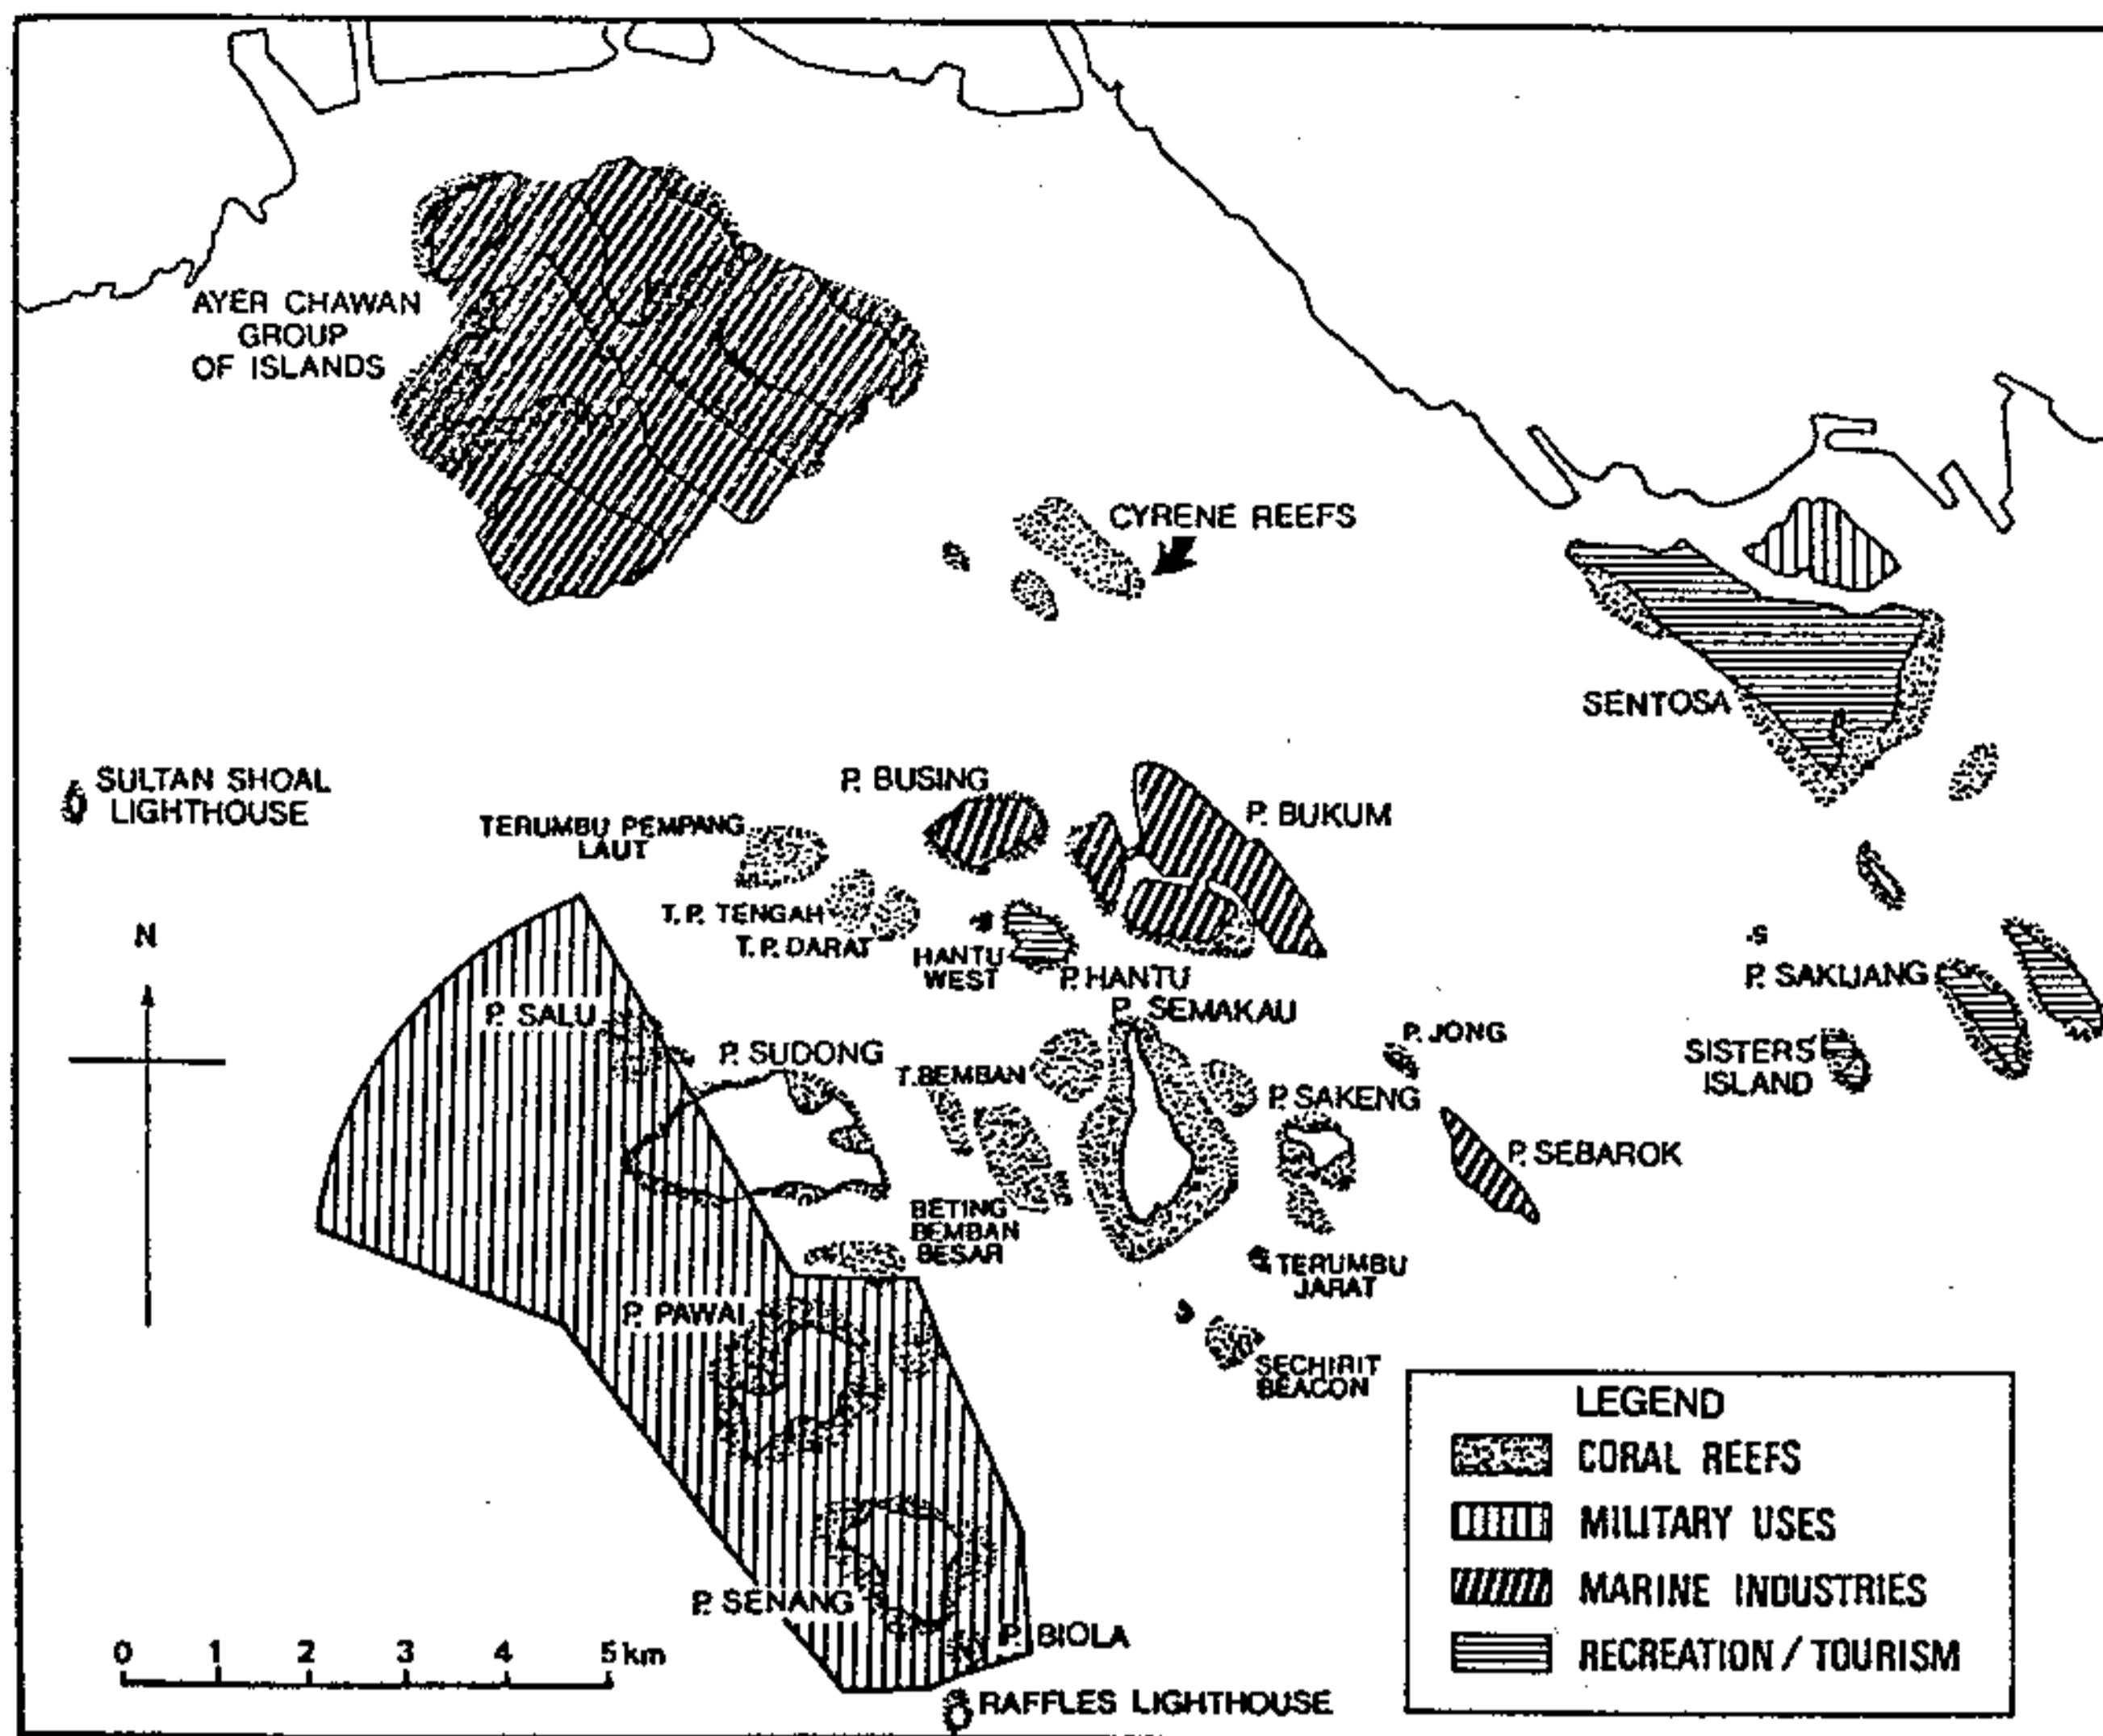 AYER CHAWAN
GROUP
OF ISLANDS
CYRENE REEFS
SENTOSA
SULTAN SHOAL
LIGHTHOUSE
P. BUSING
P. BUKUM
TERUMBU PEMPANG
LAUT
T.P. TENGAH
T.P. DARAT
HANTU
WEST
P. HANTU
P. SEMAKAU
N
P. SALU
P. SUDONG
T. BEMBAN
P. JONG
P. SAKIJANG
SISTERS'
ISLAND
P. SAKENG
P. SEBAROK
BETING
BEMBAN
BESAR
TERUMBU
JARAT
P. PAWAI
SECHIRIT
BEACON
P. SENANG
P. BIOLA
RAFFLES LIGHTHOUSE
0 1 2 3 4 5 km
LEGEND
CORAL REEFS
MILITARY USES
MARINE INDUSTRIES
RECREATION / TOURISM